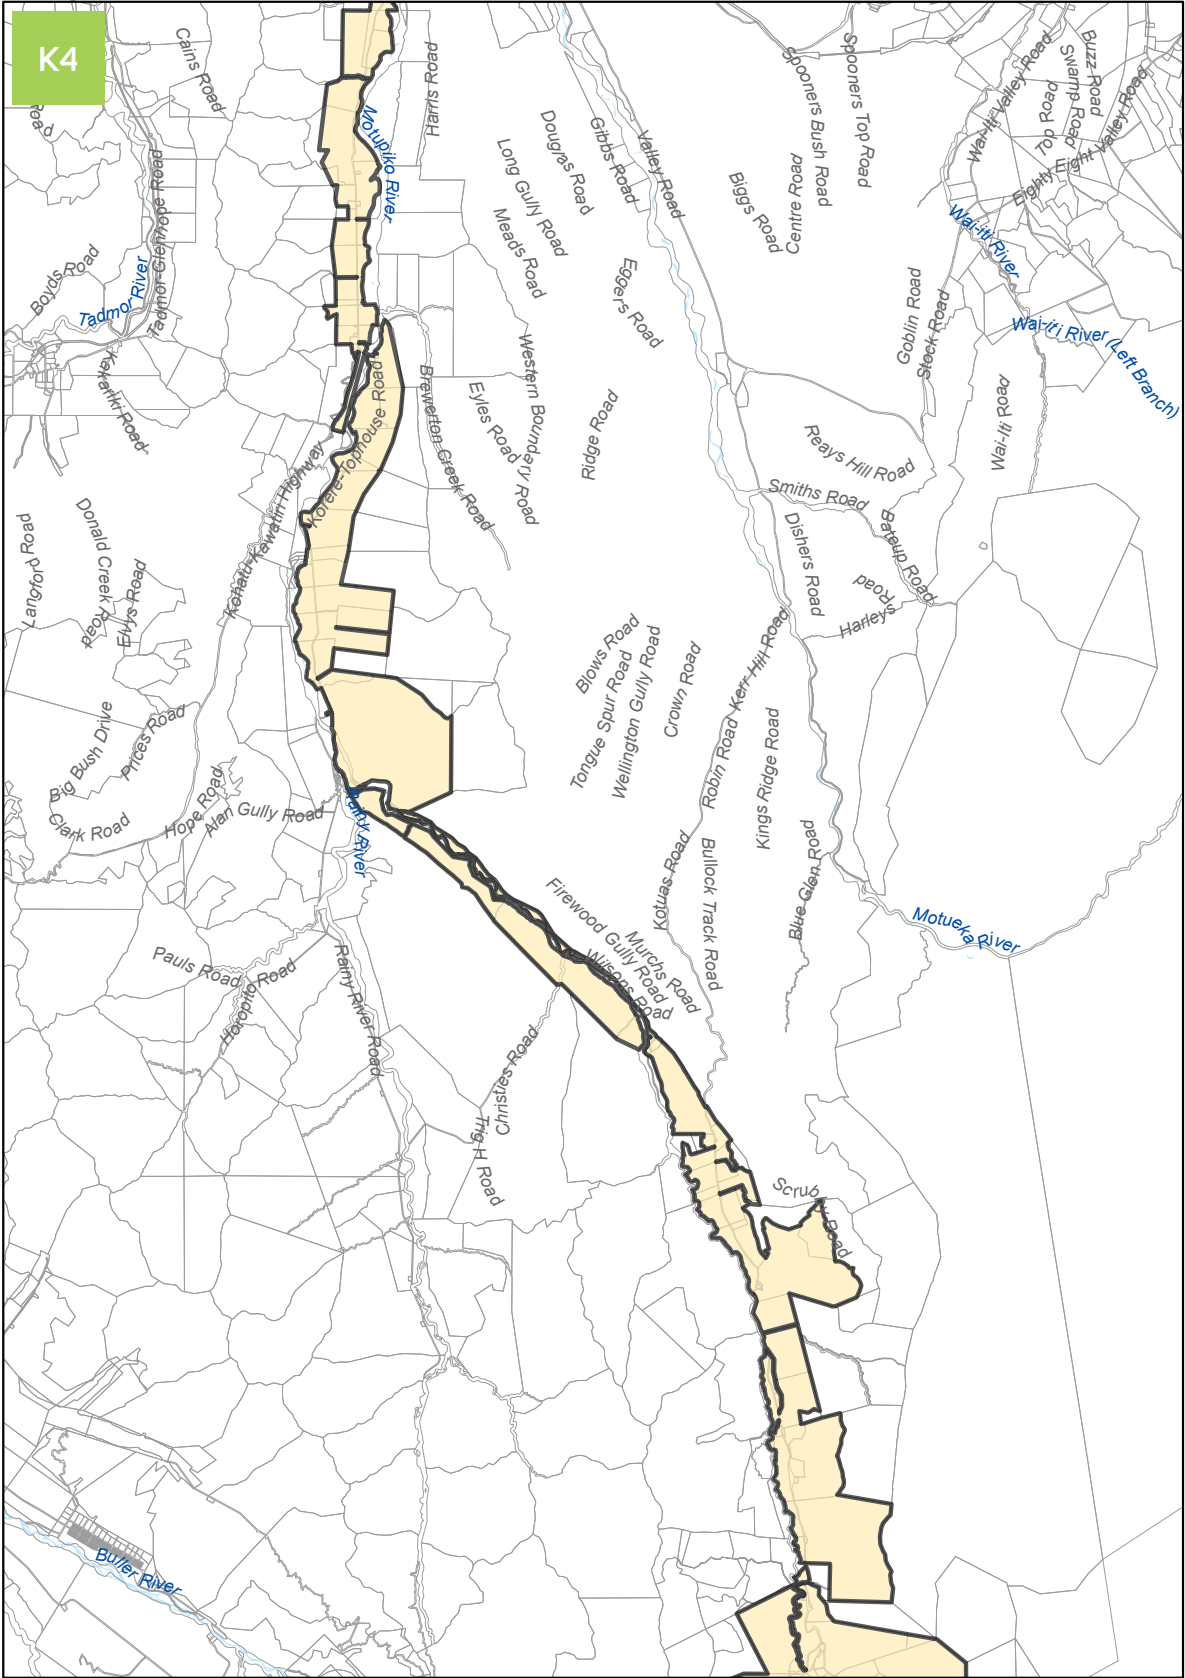 K4
Cains Road
Road
Harris Road
Motupiko River
Tadmor-Glenhope Road
Boyds Road
Tadmor River
Kakariki Road
Long Gully Road
Douglas Road
Gibbs Road
Valley Road
Meads Road
Eggers Road
Spooners Bush Road
Spooners Top Road
Biggs Road
Centre Road
Wai-iti Valley Road
Top Road
Swamp Road
Buzz Road
Eighty Eight Valley Road
Wai-iti River
Wai-iti River (Left Branch)
Goblin Road
Stock Road
Wai-Iti Road
Brewerton Creek Road
Eyles Road
Western Boundary Road
Ridge Road
Korere-Tophouse Road
Kohatu-Kawatiri Highway
Reays Hill Road
Smiths Road
Dishers Road
Bateup Road
Harleys Road
Langford Road
Donald Creek Road
Elvys Road
Blows Road
Tongue Spur Road
Wellington Gully Road
Crown Road
Kerr Hill Road
Robin Road
Kings Ridge Road
Big Bush Drive
Prices Road
Clark Road
Hope Road
Alan Gully Road
Rainy River
Kotuas Road
Bullock Track Road
Blue Glen Road
Motueka River
Firewood Gully Road
Murchs Road
Wilsons Road
Pauls Road
Horopito Road
Rainy River Road
Christies Road
Trig H Road
Scrub
Road
Buller River